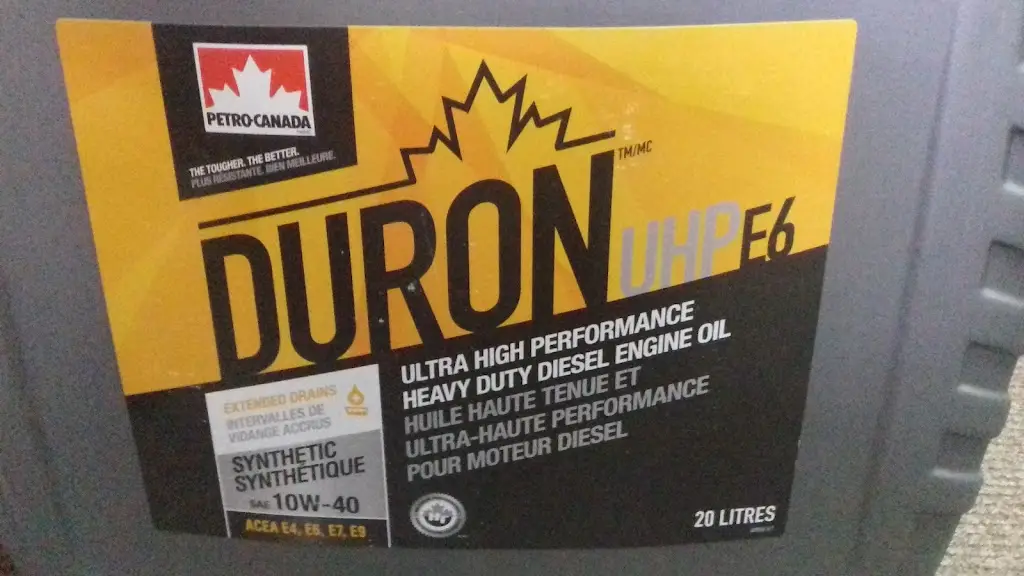 PETRO-CANADA
THE TOUGHER. THE BETTER.
PLUS RÉSISTANTE. BIEN MEILLEURE.
DURON TM/MC
UHP E6
ULTRA HIGH PERFORMANCE
HEAVY DUTY DIESEL ENGINE OIL
HUILE HAUTE TENUE ET
ULTRA-HAUTE PERFORMANCE
POUR MOTEUR DIESEL
EXTENDED DRAINS
INTERVALLES DE
VIDANGE ACCRUS
SYNTHETIC
SYNTHÉTIQUE
SAE 10W-40
ACEA E4, E6, E7, E9
20 LITRES